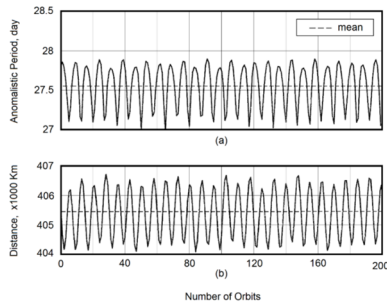 28.5
28
27.5
27
Anomalistic Period, day
mean
(a)
407
406
405
404
Distance, x1000 Km
0 40 80 120 160 200
(b)
Number of Orbits